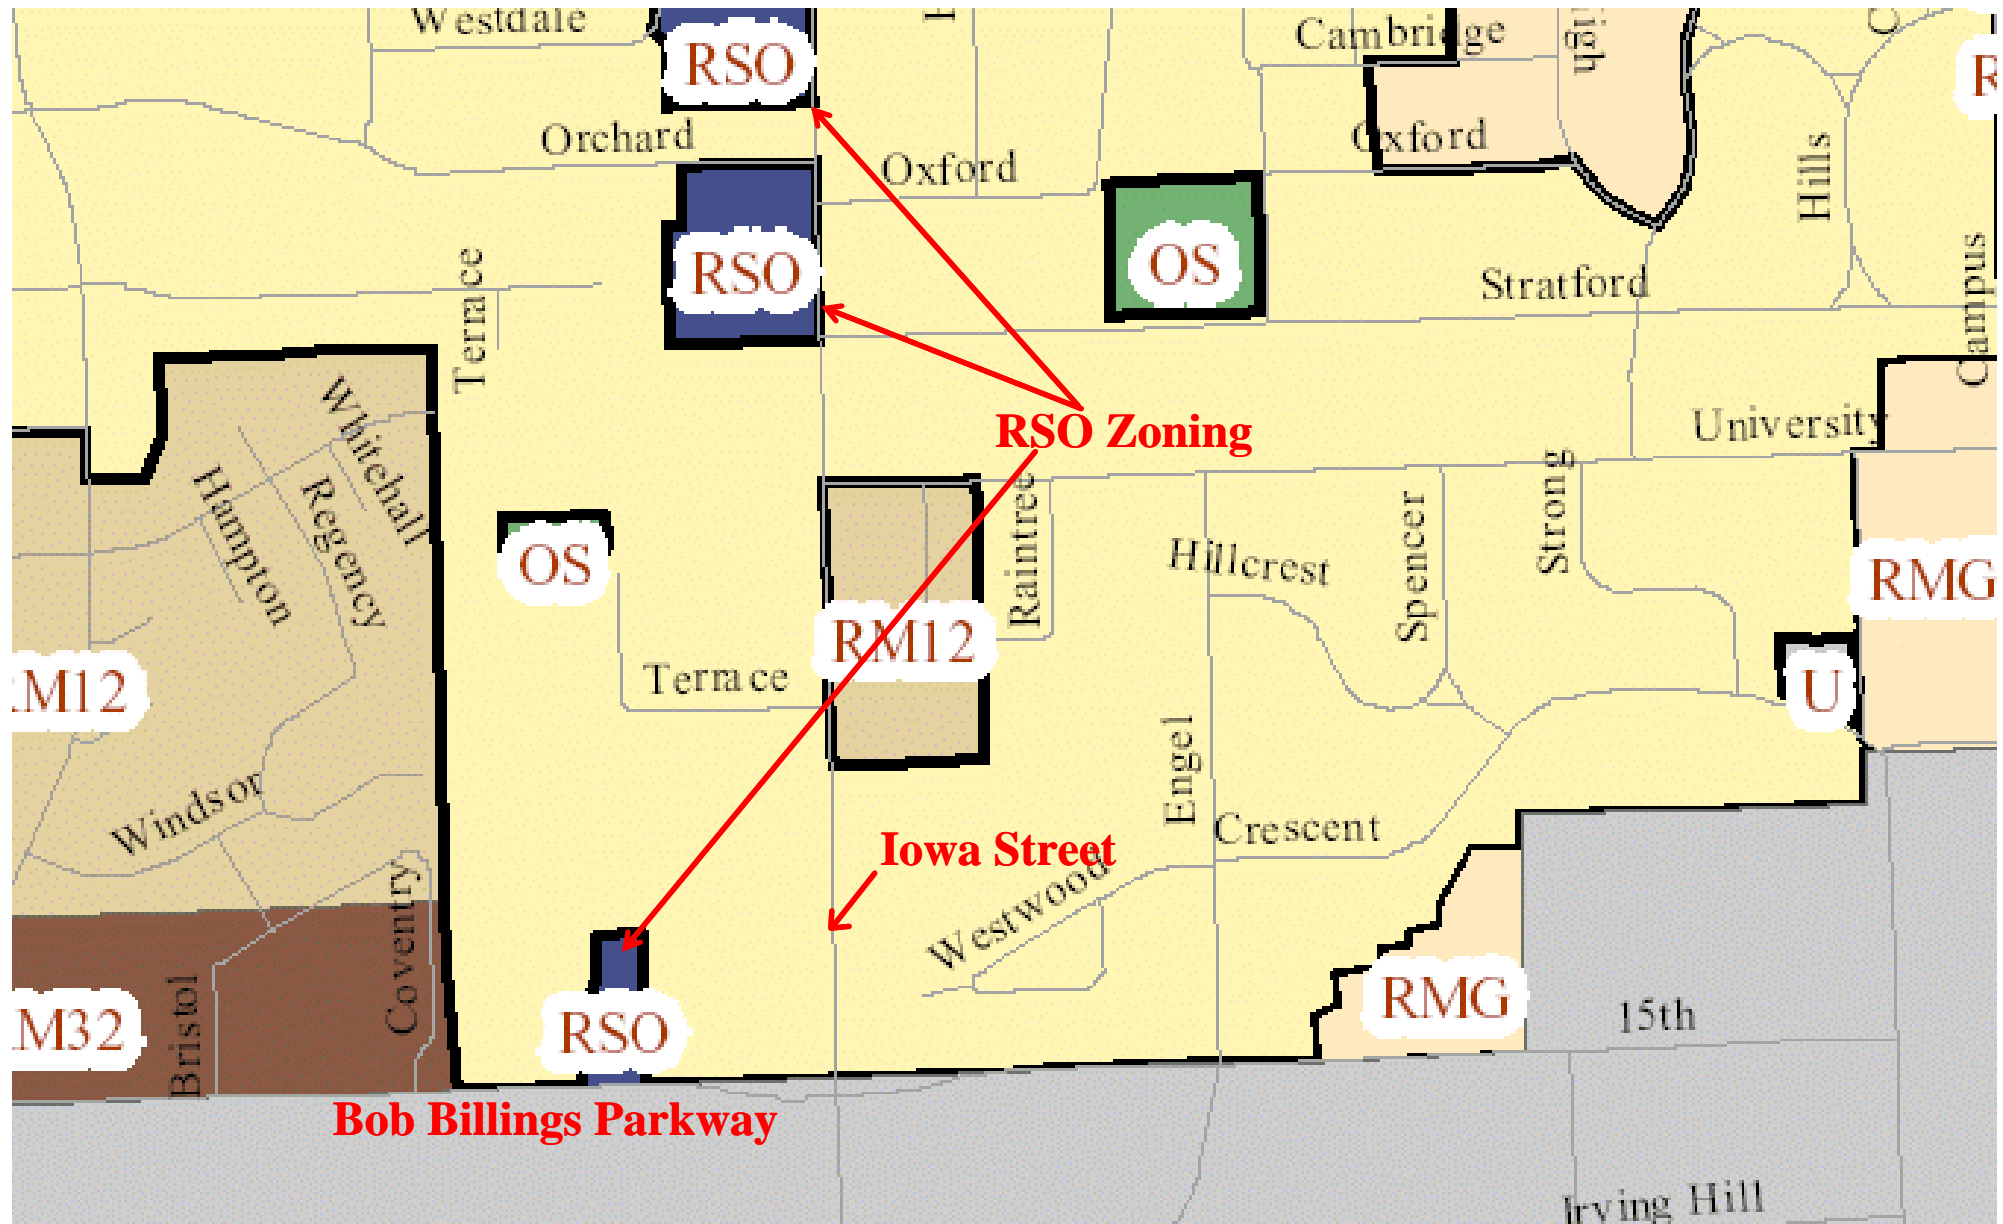 Westdale
RSO
Cambridge
Orchard
Oxford
Oxford
Hills
RSO
OS
Stratford
Terrace
Campus
Whitehall
RSO Zoning
University
Hampton
Regency
OS
Raintree
Hillcrest
Spencer
Strong
RMG
RM12
RM12
Terrace
U
Engel
Windsor
Crescent
Iowa Street
Coventry
Westwood
RSO
RMG
M32
Bristol
15th
Bob Billings Parkway
Irving Hill